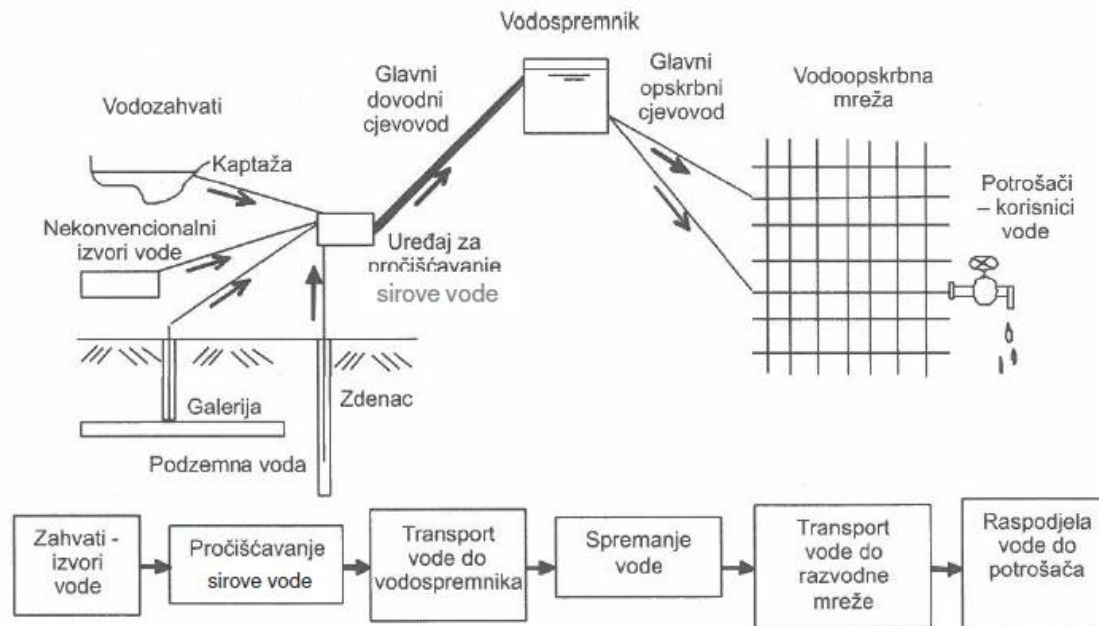 Vodospremnik
Glavni
dovodni
cjevovod
Glavni
opskrbni
cjevovod
Vodoopskrbna
mreža
Vodozahvati
Kaptaža
Potrošači
– korisnici
vode
Nekonvencionalni
izvori vode
Uređaj za
pročišćavanje
sirove vode
Galerija
Zdenac
Podzemna voda
Zahvati -
izvori
vode
Pročišćavanje
sirove vode
Transport
vode do
vodospremnika
Spremanje
vode
Transport
vode do
razvodne
mreže
Raspodjela
vode do
potrošača